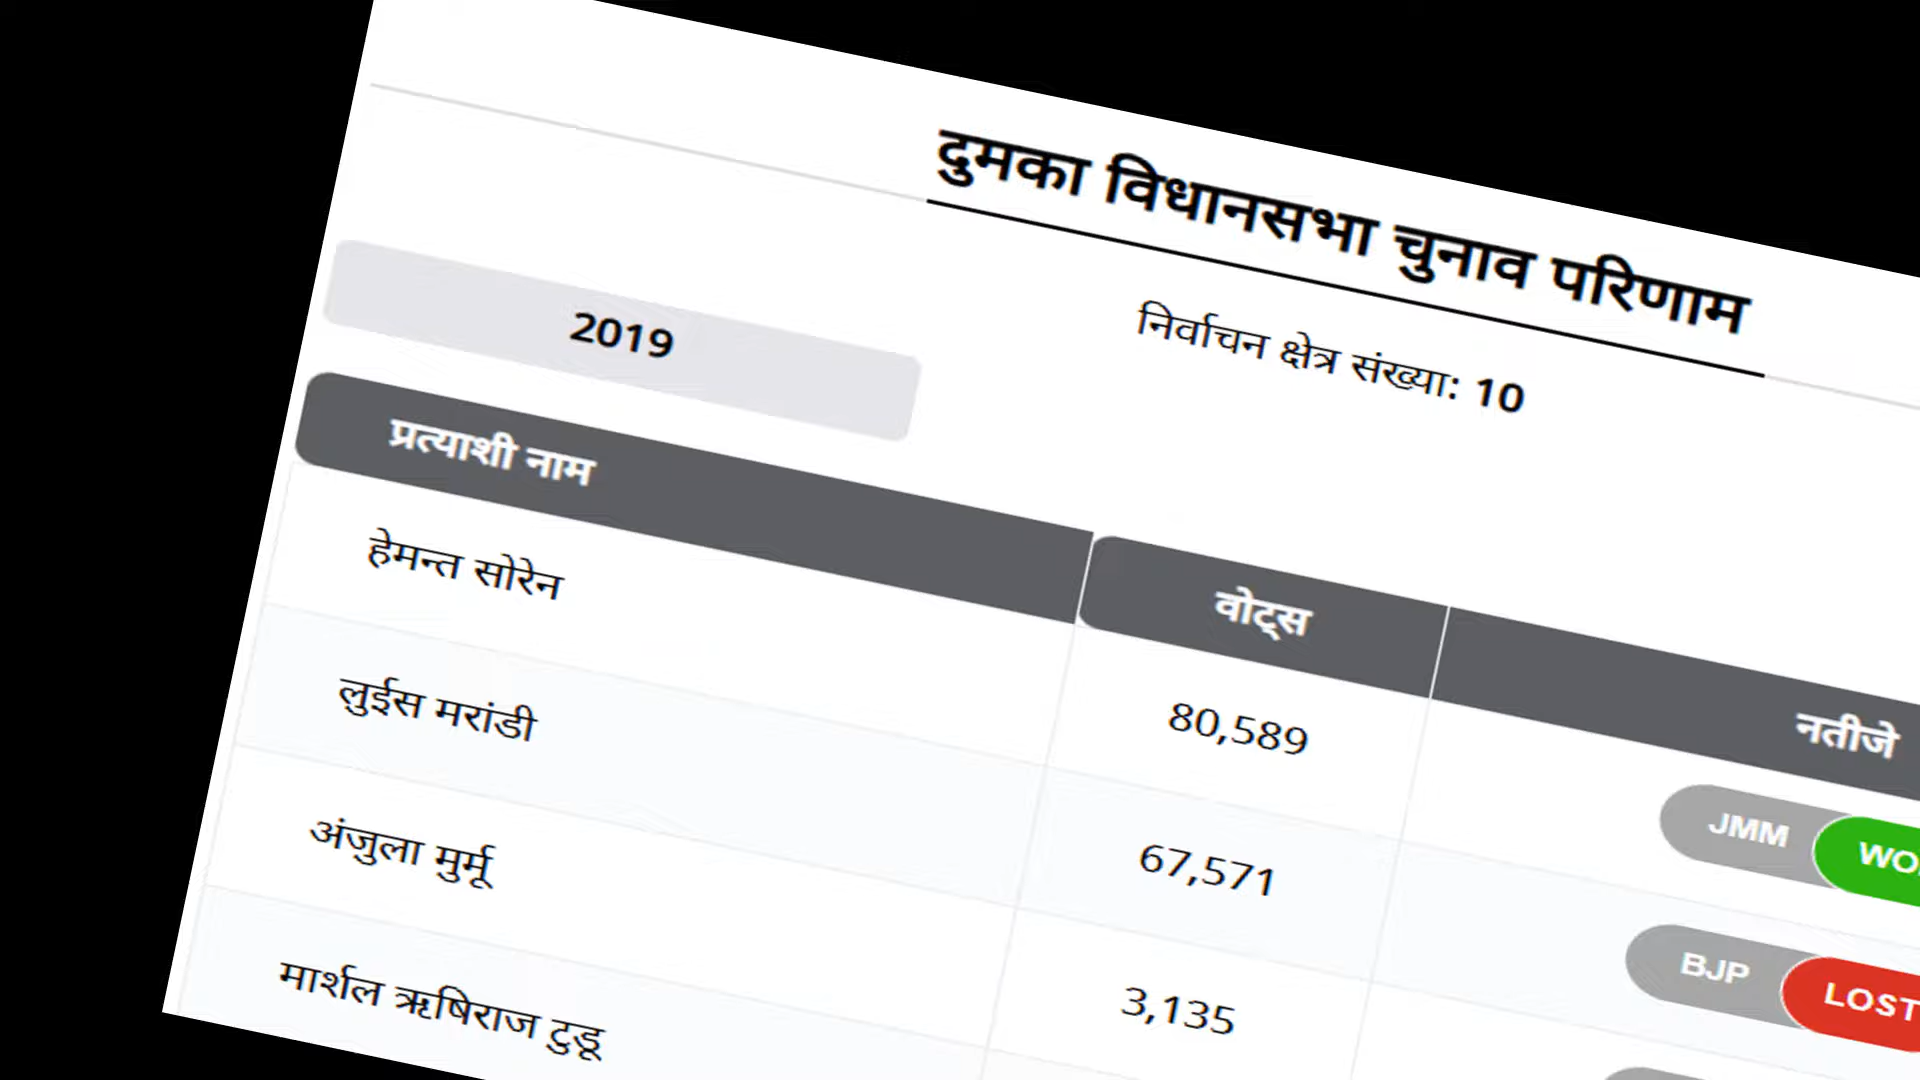 दुमका विधानसभा चुनाव परिणाम
निर्वाचन क्षेत्र संख्या: 10
2019
प्रत्याशी नाम वोट्स नतीजे
हेमन्त सोरेन 80,589 JMM
लुईस मरांडी 67,571 BJP LOST
अंजुला मुर्मू 3,135
मार्शल ऋषिराज टुडू